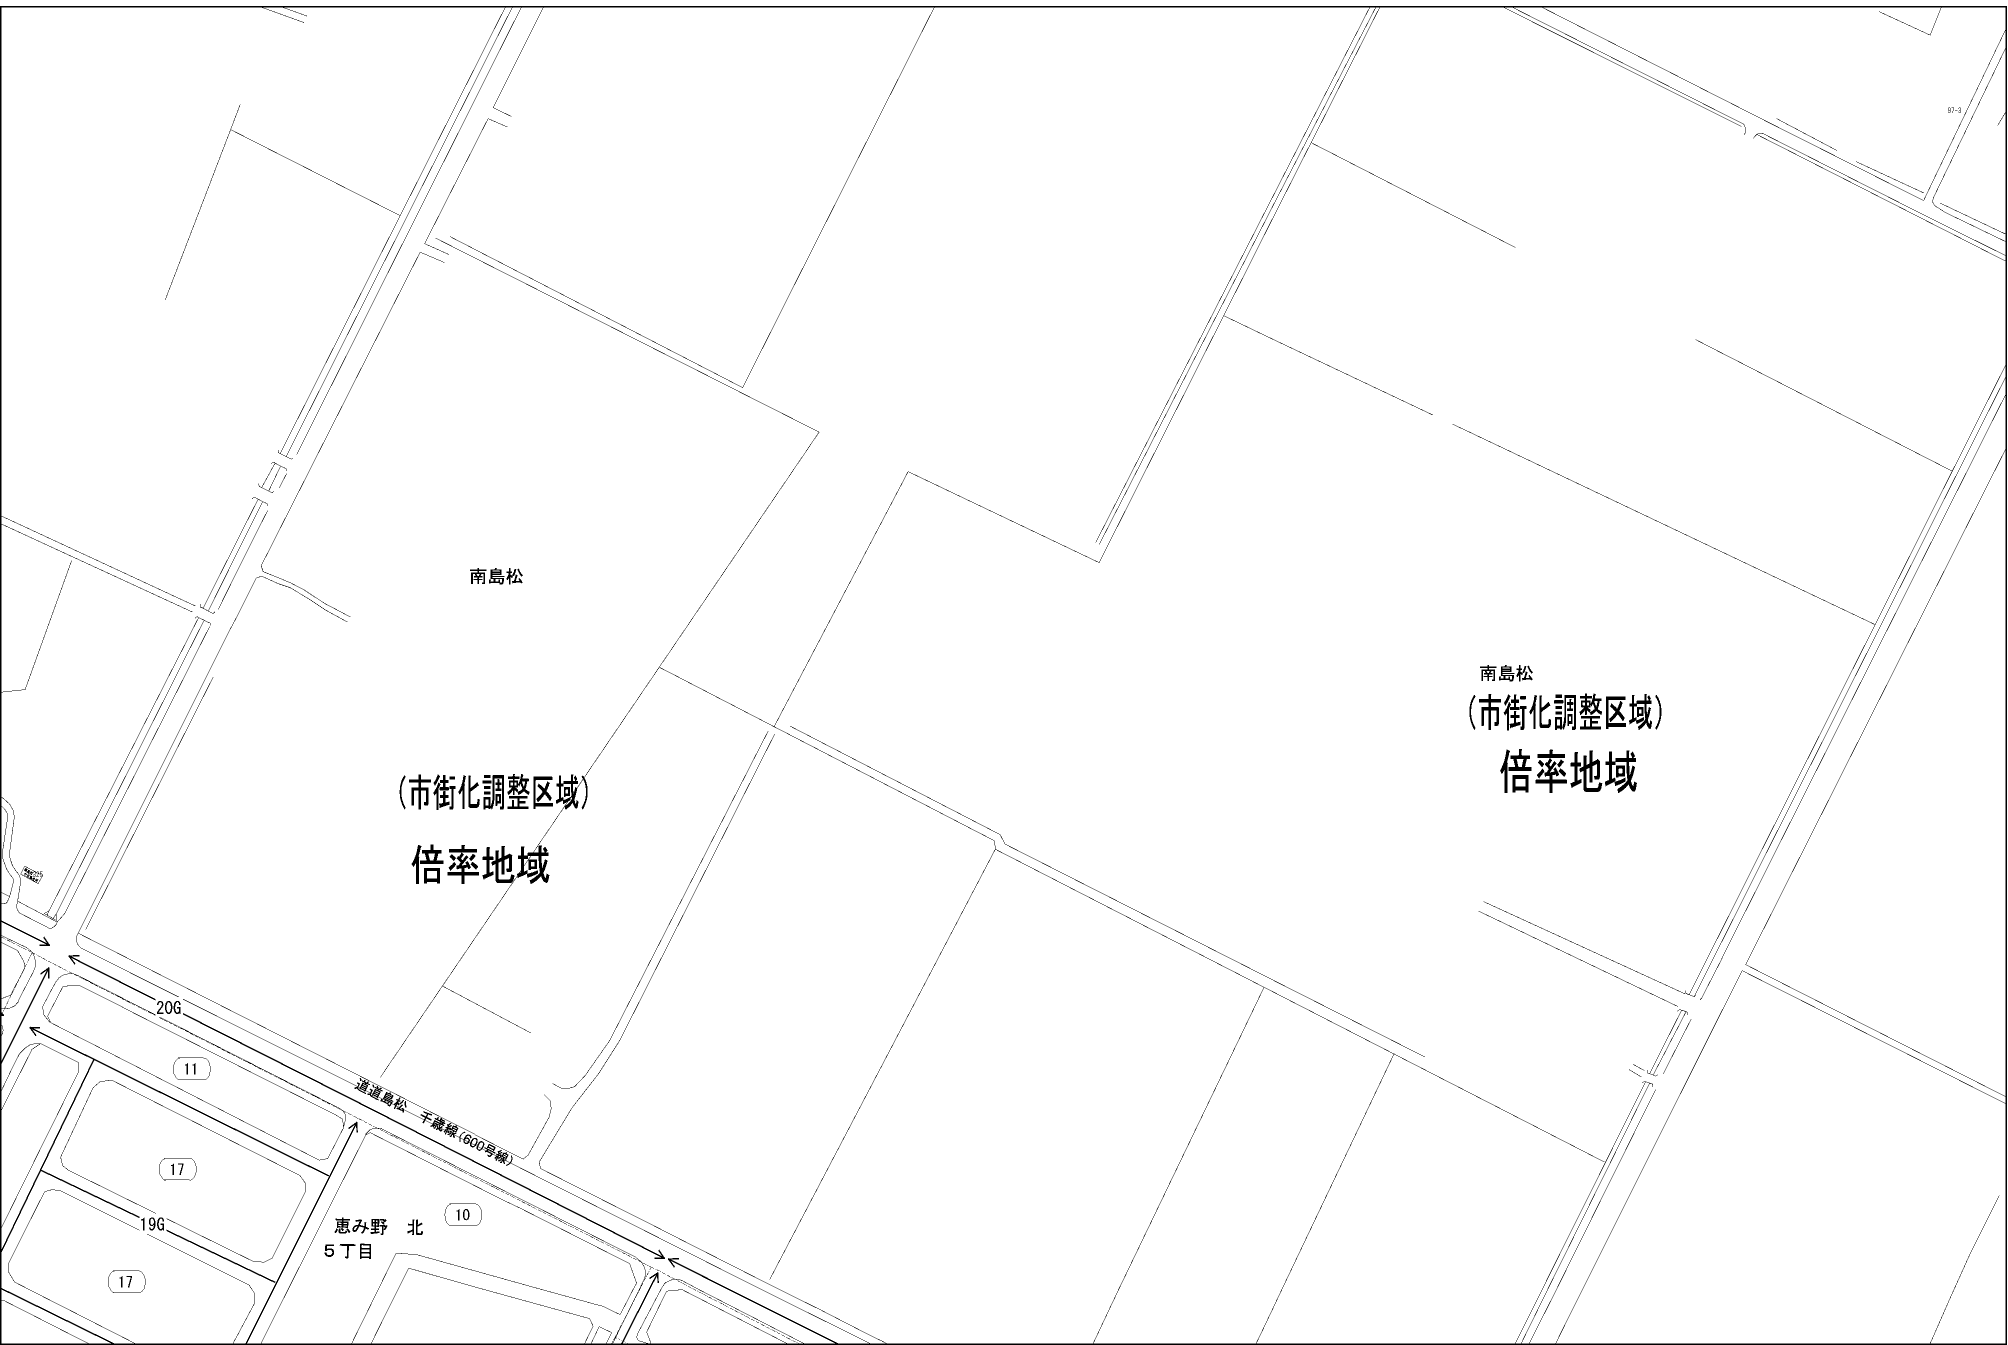 97-3
南島松
南島松
（市街化調整区域）
倍率地域
（市街化調整区域）
倍率地域
20G
11
道道島松　千歳線（600号線）
17
10
19G
恵み野　北
５丁目
17